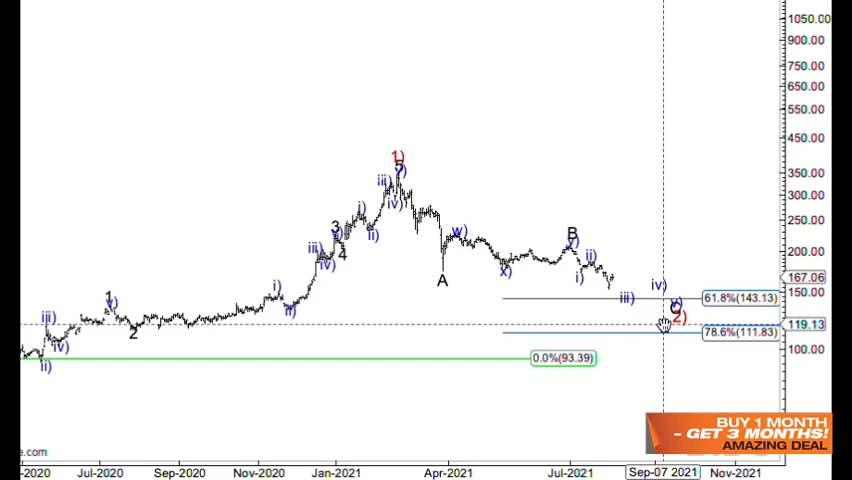 1050.00
900.00
750.00
650.00
550.00
450.00
350.00
300.00
250.00
200.00
167.06
150.00
119.13
100.00
1)
5
v)
iii)
iv)
i)
ii)
3
v)
4
iii)
iv)
i)
ii)
1
v)
2
iii)
iv)
ii)
A
w)
x)
B
y)
ii)
i)
iii)
iv)
v)
C
2)
61.8%(143.13)
78.6%(111.83)
0.0%(93.39)
BUY 1 MONTH
- GET 3 MONTHS!
AMAZING DEAL
e.com
-2020
Jul-2020
Sep-2020
Nov-2020
Jan-2021
Apr-2021
Jul-2021
Sep-07 2021
Nov-2021